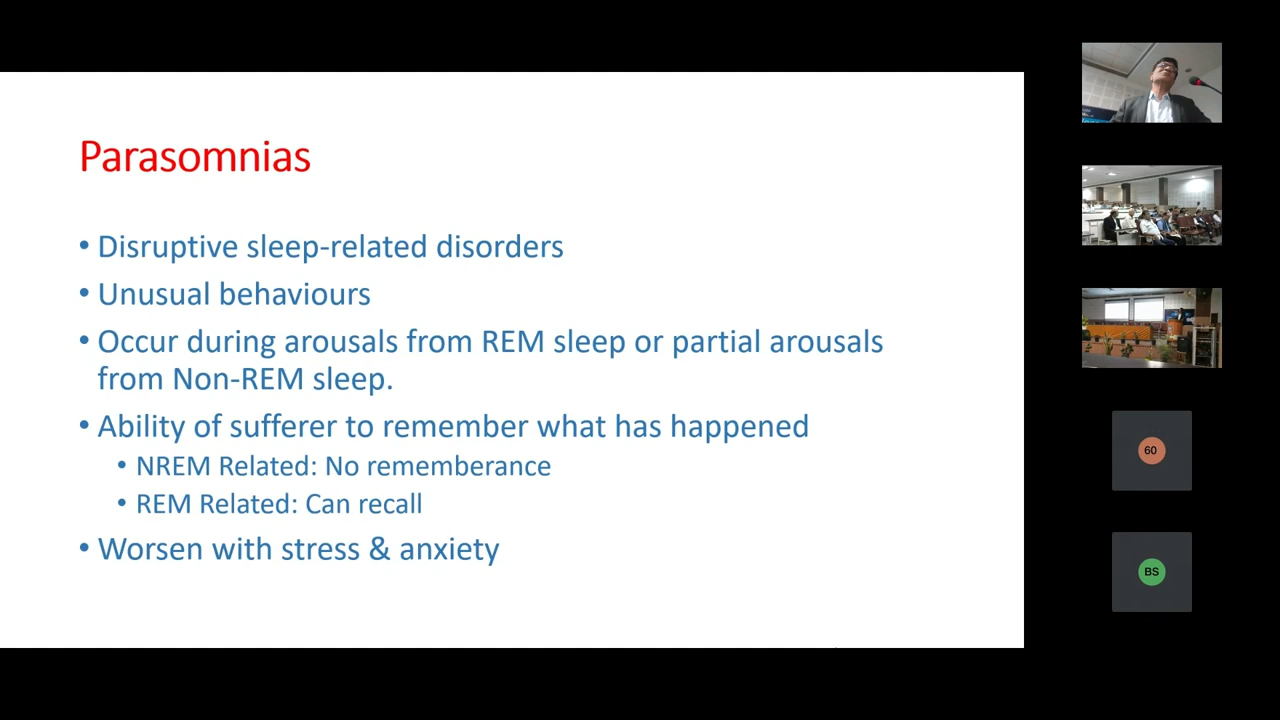 Parasomnias
• Disruptive sleep-related disorders
• Unusual behaviours
• Occur during arousals from REM sleep or partial arousals
from Non-REM sleep.
• Ability of sufferer to remember what has happened
• NREM Related: No rememberance
• REM Related: Can recall
• Worsen with stress & anxiety
60
BS